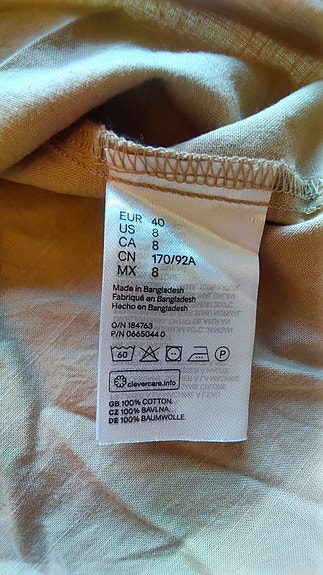 EUR 40
US 8
CA 8
CN 170/92A
MX 8
Made in Bangladesh
Fabriqué en Bangladesh
Hecho en Bangladesh
O/N 184763
P/N 0665044 0
60 P
clevercare.info
GB 100% COTTON.
CZ 100% BAVLNA.
DE 100% BAUMWOLLE.